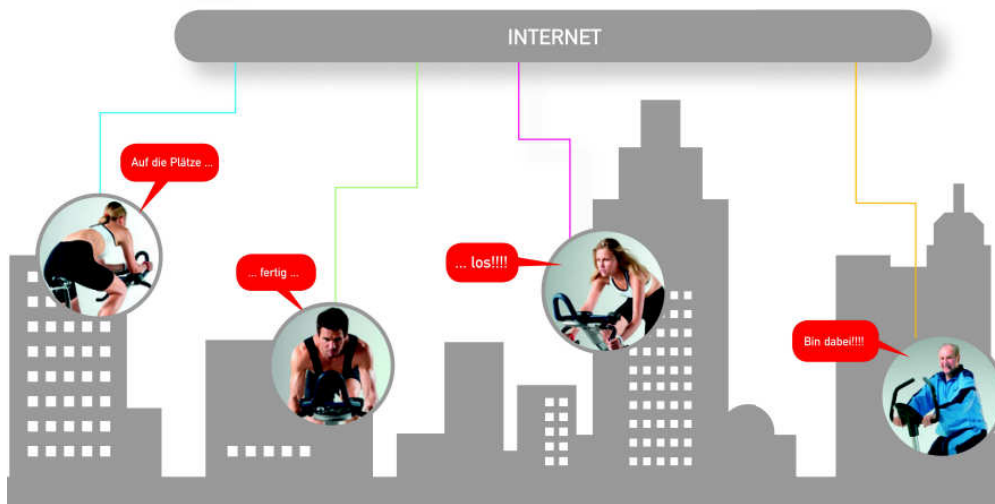 INTERNET
Auf die Plätze ...
... fertig ...
... los!!!!
Bin dabei!!!!